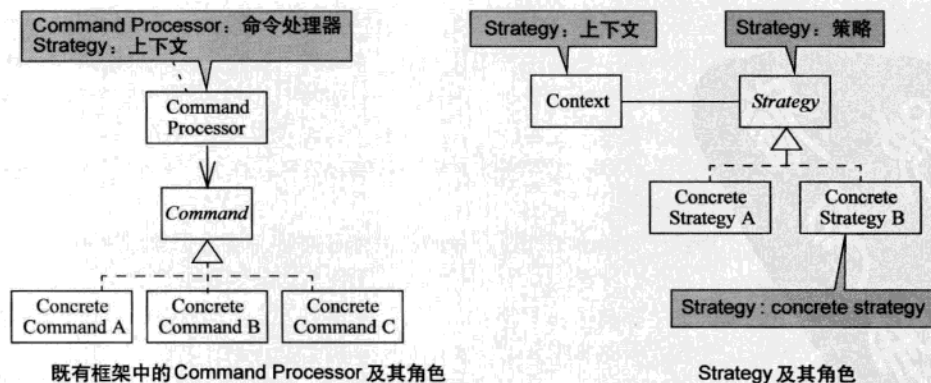 Command Processor：命令处理器
Strategy：上下文
Command
Processor
Command
Concrete
Command A
Concrete
Command B
Concrete
Command C
既有框架中的Command Processor及其角色
Strategy：上下文
Strategy：策略
Context
Strategy
Concrete
Strategy A
Concrete
Strategy B
Strategy : concrete strategy
Strategy及其角色